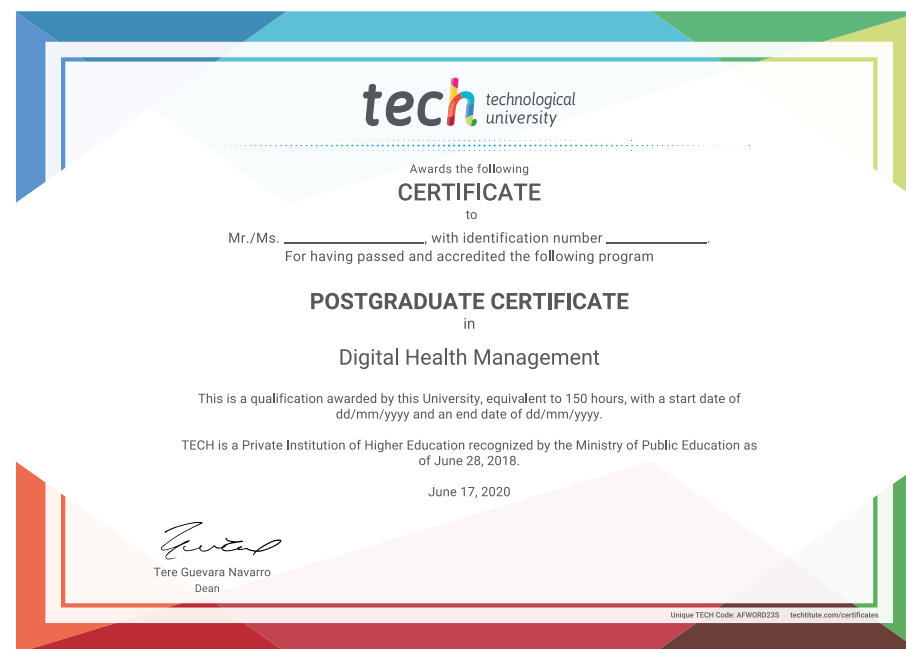 tech technological
university
Awards the following
CERTIFICATE
to
Mr./Ms. ____________________, with identification number ______________.
For having passed and accredited the following program
POSTGRADUATE CERTIFICATE
in
Digital Health Management
This is a qualification awarded by this University, equivalent to 150 hours, with a start date of
dd/mm/yyyy and an end date of dd/mm/yyyy.
TECH is a Private Institution of Higher Education recognized by the Ministry of Public Education as
of June 28, 2018.
June 17, 2020
Tere Guevara Navarro
Dean
Unique TECH Code: AFWORD23S techtitute.com/certificates